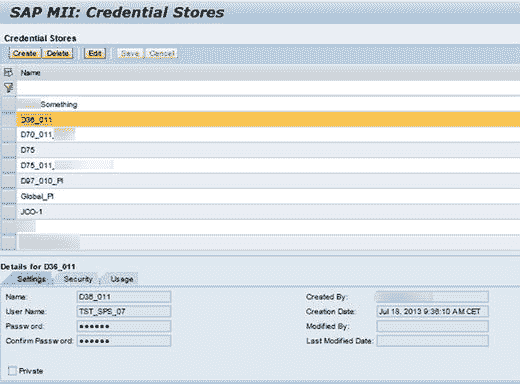 SAP MII: Credential Stores
Credential Stores
Create Delete Edit Save Cancel
Name
Something
D36_011
D70_011_
D75
D75_011_
D97_010_PI
Global_PI
JCO-1
Details for D36_011
Settings Security Usage
Name: D36_011 Created By:
User Name: TST_SPS_07 Creation Date: Jul 18, 2013 9:36:10 AM CET
Password: •••••• Modified By:
Confirm Password: •••••• Last Modified Date:
Private